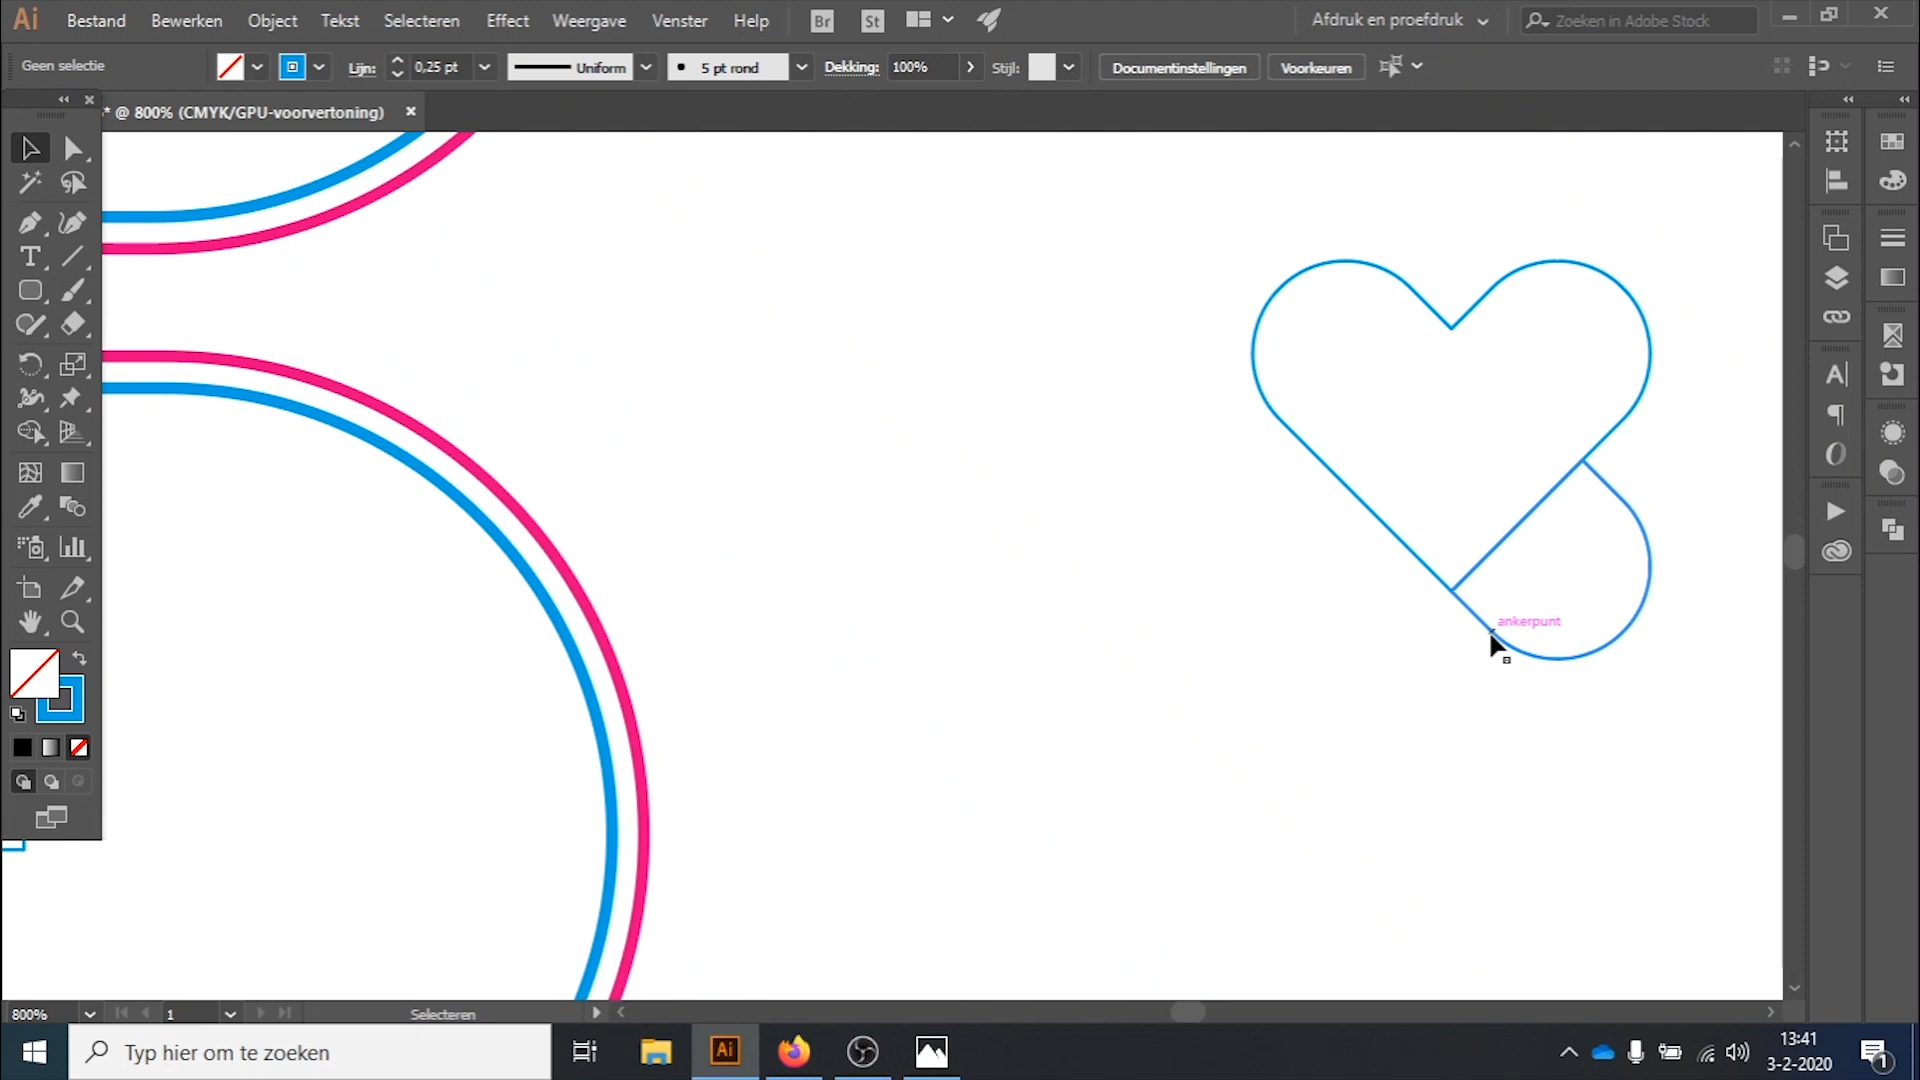 Ai Bestand Bewerken Object Tekst Selecteren Effect Weergave Venster Help Br St Afdruk en proefdruk Zoeken in Adobe Stock
Geen selectie Lijn: 0,25 pt Uniform 5 pt rond Dekking: 100% Stijl: Documentinstellingen Voorkeuren
* @ 800% (CMYK/GPU-voorvertoning)
ankerpunt
800% 1 Selecteren
Typ hier om te zoeken Ai 13:41
3-2-2020 1